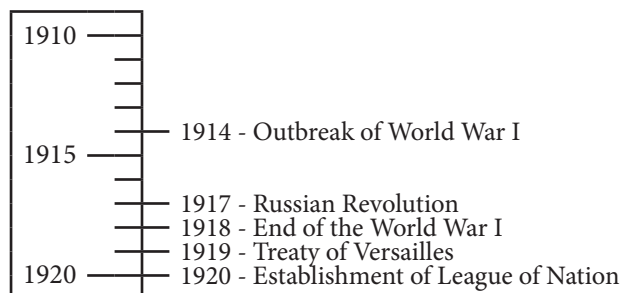 1910
1914 - Outbreak of World War I
1915
1917 - Russian Revolution
1918 - End of the World War I
1919 - Treaty of Versailles
1920
1920 - Establishment of League of Nation